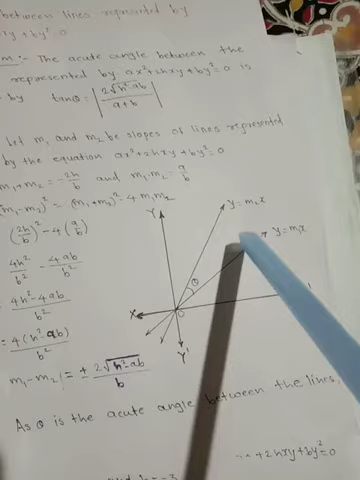 between lines represented by
hxy + by² = 0
m :- The acute angle between the
represented by ax² + 2hxy + by² = 0 is
by tanθ = |2√h²-ab / a+b|
Let m₁ and m₂ be slopes of lines represented
by the equation ax² + 2hxy + by² = 0
m₁ + m₂ = -2h/b and m₁·m₂ = a/b
(m₁-m₂)² = (m₁+m₂)² - 4 m₁m₂
(2h/b)² - 4(a/b)
4h²/b² - 4ab/b²
4h² - 4ab / b²
= 4(h² - ab) / b²
m₁ - m₂ | = ± 2√h²-ab / b
Y
y = m₂x
y = m₁x
θ
X
O
Y'
As θ is the acute angle between the lines,
+ 2hxy + by² = 0